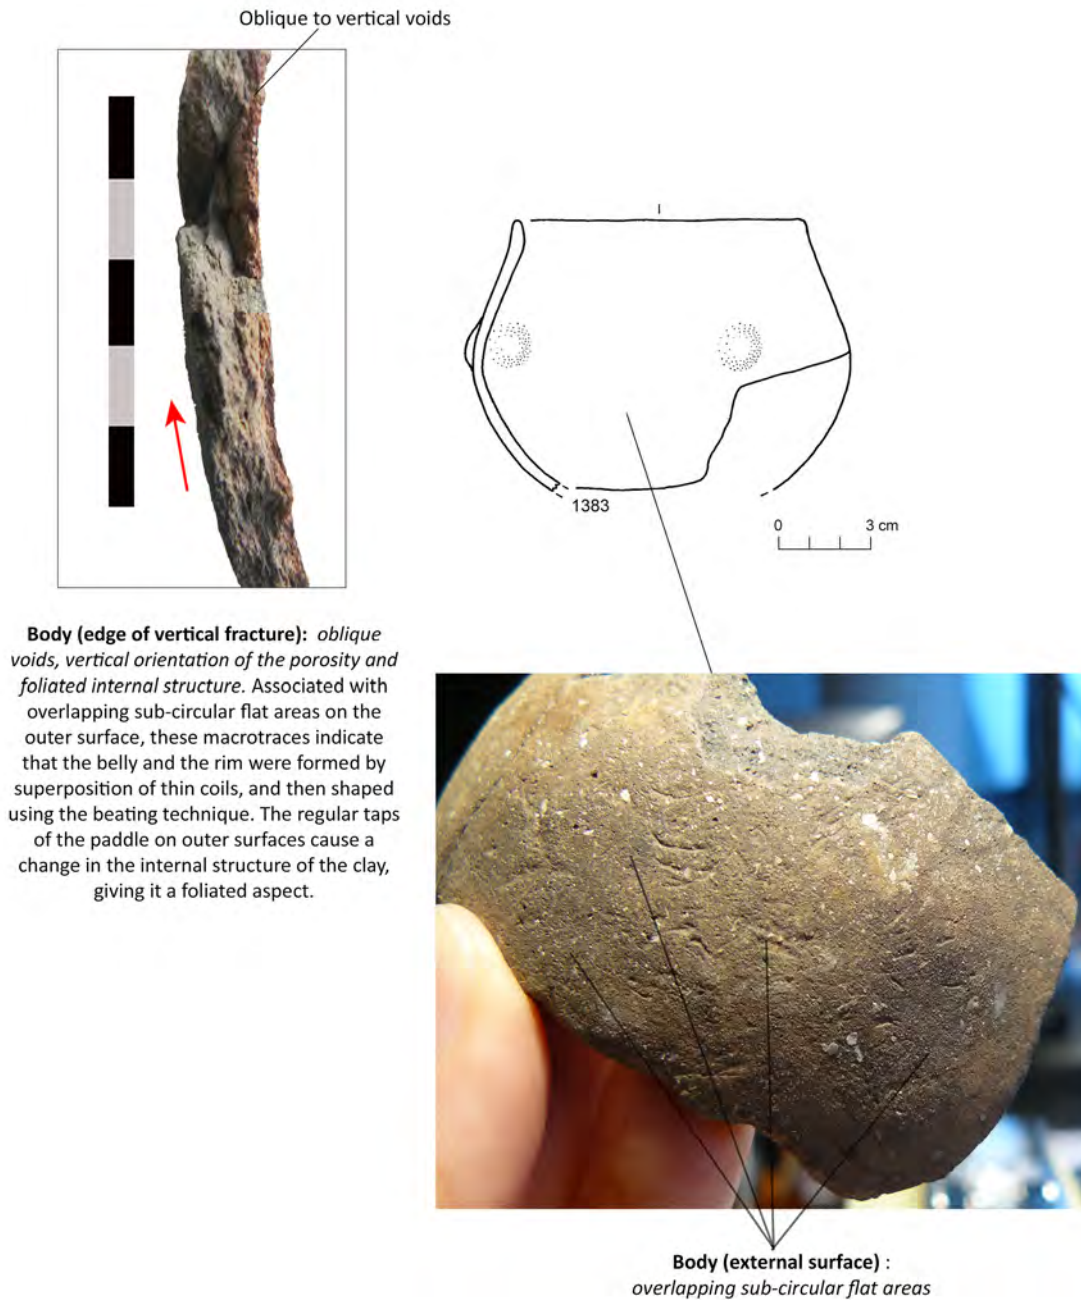 Oblique to vertical voids
1383
0 3 cm
Body (edge of vertical fracture): oblique
voids, vertical orientation of the porosity and
foliated internal structure. Associated with
overlapping sub-circular flat areas on the
outer surface, these macrotraces indicate
that the belly and the rim were formed by
superposition of thin coils, and then shaped
using the beating technique. The regular taps
of the paddle on outer surfaces cause a
change in the internal structure of the clay,
giving it a foliated aspect.
Body (external surface) :
overlapping sub-circular flat areas